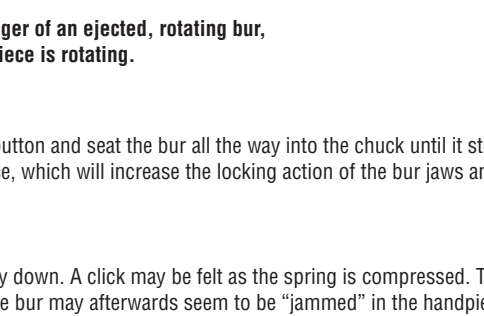 ger of an ejected, rotating bur,
iece is rotating.
utton and seat the bur all the way into the chuck until it st
e, which will increase the locking action of the bur jaws ar
y down. A click may be felt as the spring is compressed. T
e bur may afterwards seem to be “jammed” in the handpie